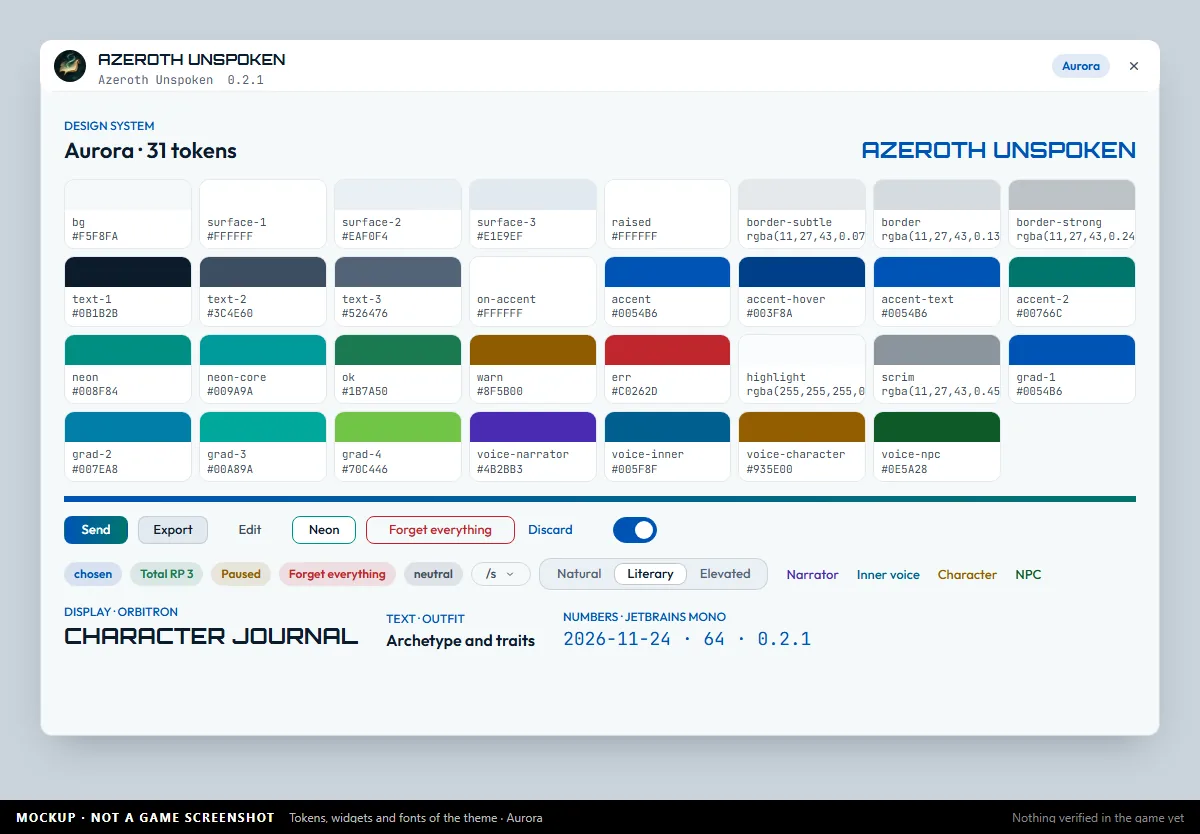 AZEROTH UNSPOKEN
Azeroth Unspoken 0.2.1
Aurora
DESIGN SYSTEM
Aurora · 31 tokens
AZEROTH UNSPOKEN
bg
#F5F8FA
surface-1
#FFFFFF
surface-2
#EAF0F4
surface-3
#E1E9EF
raised
#FFFFFF
border-subtle
rgba(11,27,43,0.07
border
rgba(11,27,43,0.13
border-strong
rgba(11,27,43,0.24
text-1
#0B1B2B
text-2
#3C4E60
text-3
#526476
on-accent
#FFFFFF
accent
#0054B6
accent-hover
#003F8A
accent-text
#0054B6
accent-2
#00766C
neon
#008F84
neon-core
#009A9A
ok
#1B7A50
warn
#8F5B00
err
#C0262D
highlight
rgba(255,255,255,0
scrim
rgba(11,27,43,0.45
grad-1
#0054B6
grad-2
#007EA8
grad-3
#00A89A
grad-4
#70C446
voice-narrator
#4B2BB3
voice-inner
#005F8F
voice-character
#935E00
voice-npc
#0E5A28
Send Export Edit Neon Forget everything Discard
chosen Total RP 3 Paused Forget everything neutral /s Natural Literary Elevated Narrator Inner voice Character NPC
DISPLAY · ORBITRON
CHARACTER JOURNAL
TEXT · OUTFIT
Archetype and traits
NUMBERS · JETBRAINS MONO
2026-11-24 · 64 · 0.2.1
MOCKUP · NOT A GAME SCREENSHOT Tokens, widgets and fonts of the theme · Aurora Nothing verified in the game yet